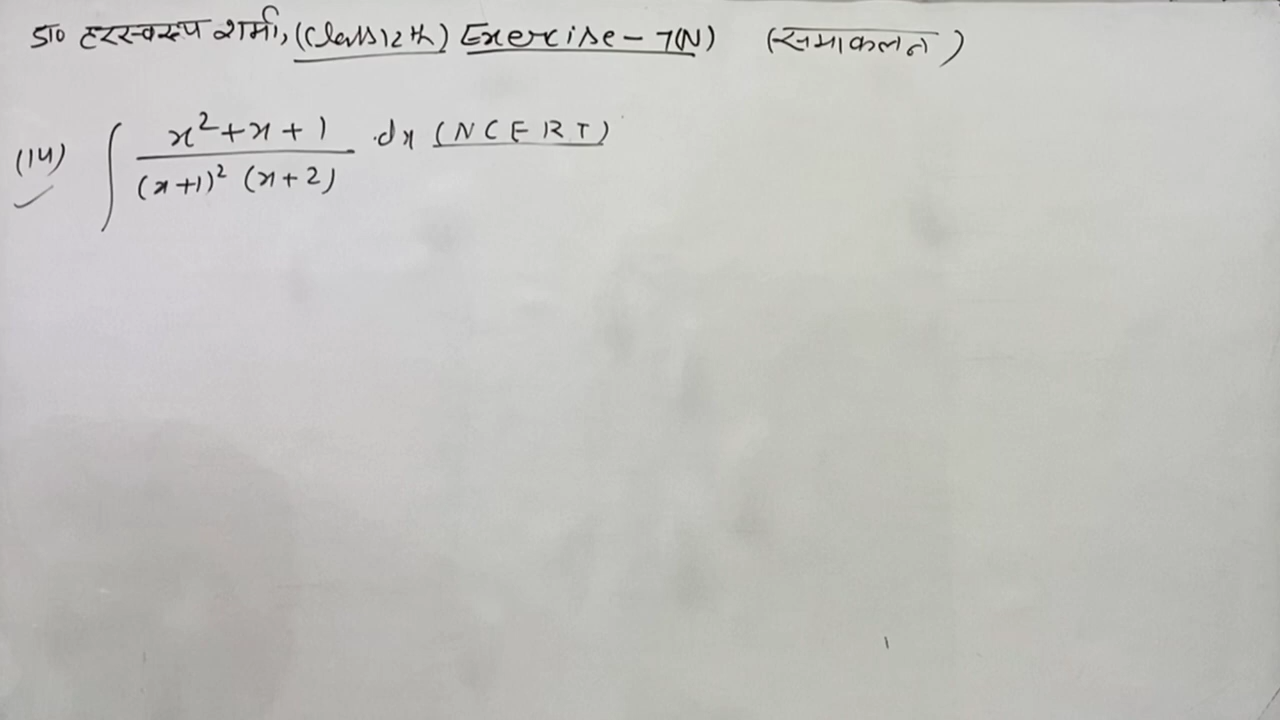 डा० हरस्वरूप शर्मा, (Class 12th) Exercise - 7(N) (समाकलन)
(14) ∫ x²+x+1 / (x+1)² (x+2) .dx (NCERT)